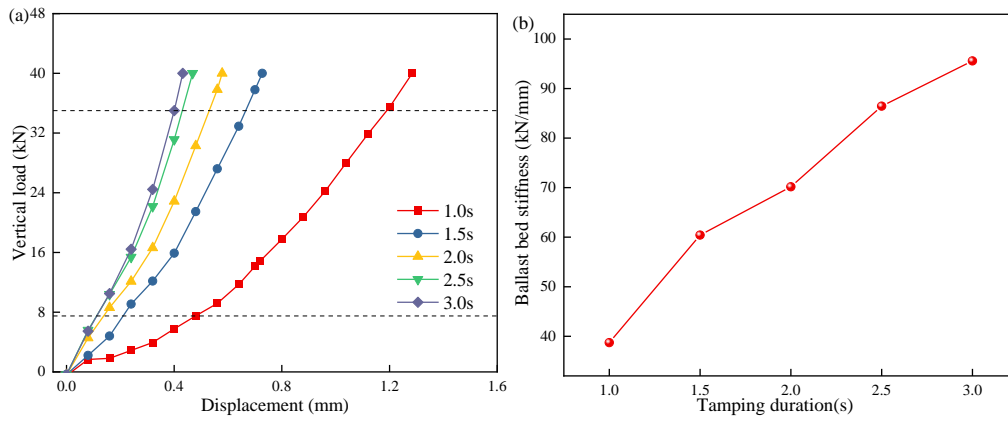 (a)
48
40
32
24
16
8
0
Vertical load (kN)
0.0 0.4 0.8 1.2 1.6
Displacement (mm)
1.0s
1.5s
2.0s
2.5s
3.0s
(b)
100
90
80
70
60
50
40
Ballast bed stiffness (kN/mm)
1.0 1.5 2.0 2.5 3.0
Tamping duration(s)